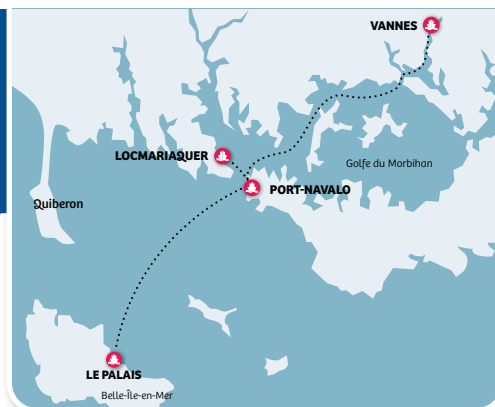 VANNES
LOCMARIAQUER
Golfe du Morbihan
PORT-NAVALO
Quiberon
LE PALAIS
Belle-Île-en-Mer